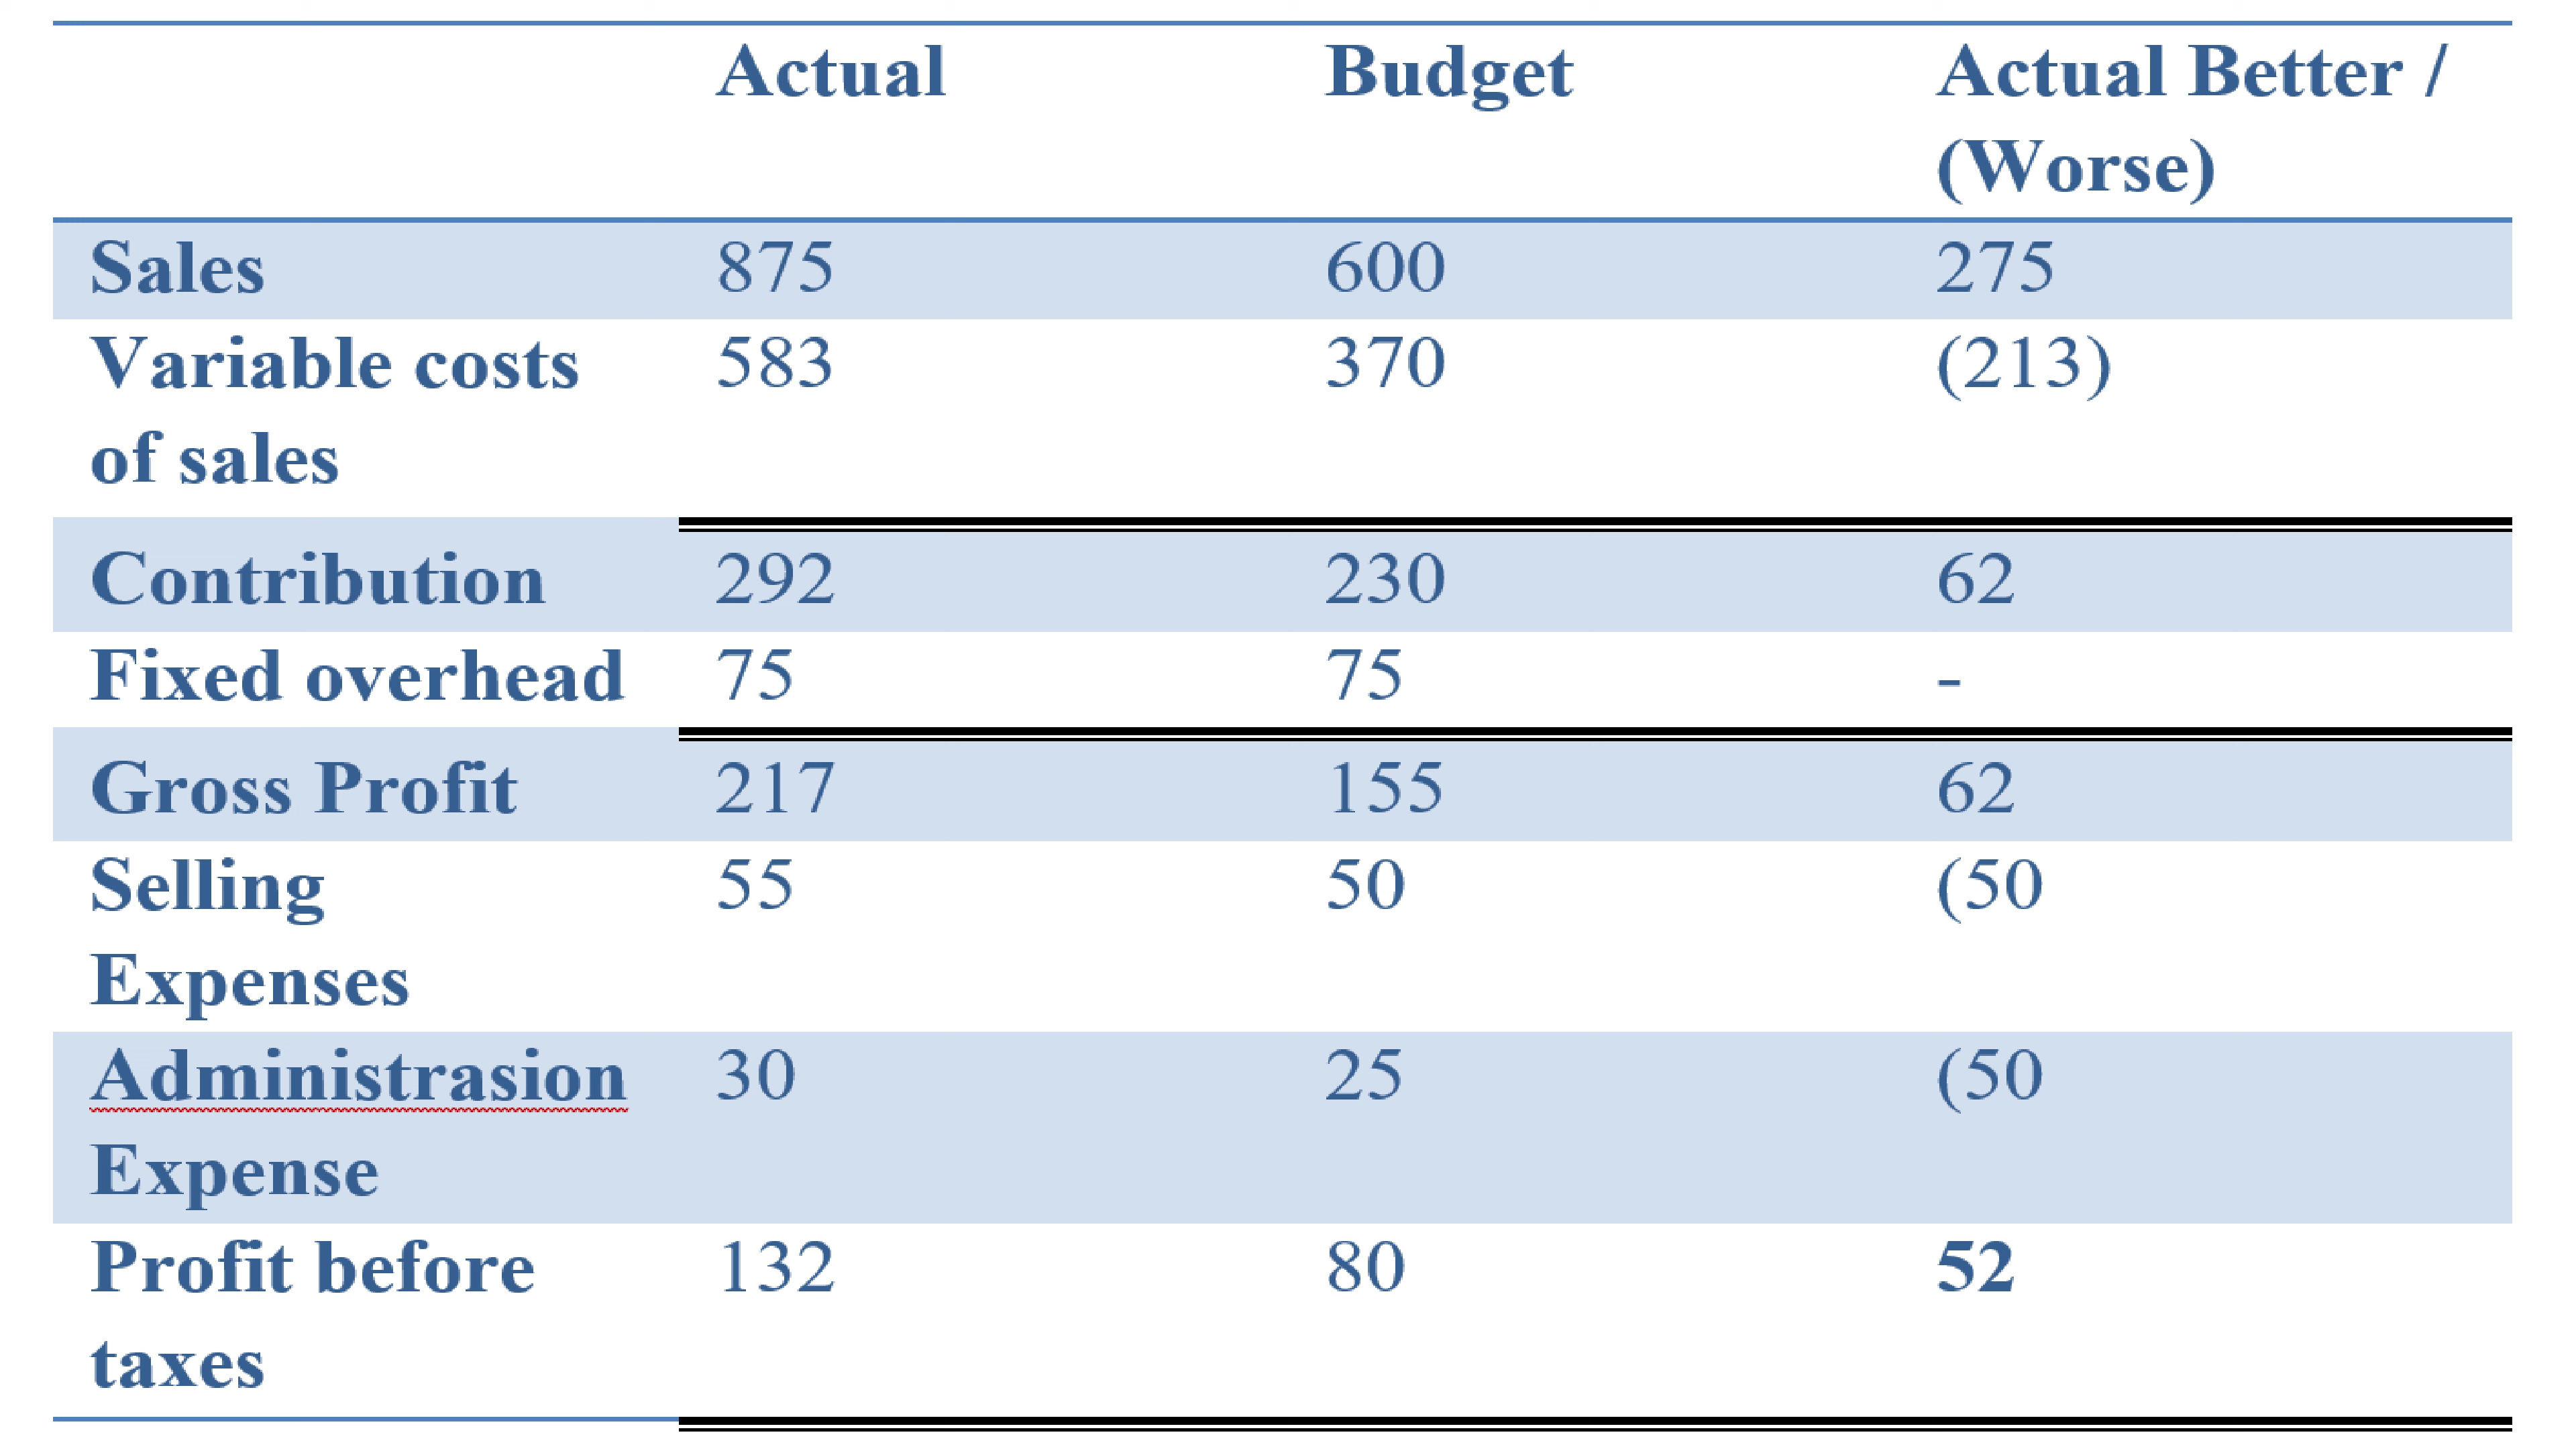 Actual Budget Actual Better /
(Worse)
Sales 875 600 275
Variable costs 583 370 (213)
of sales
Contribution 292 230 62
Fixed overhead 75 75 -
Gross Profit 217 155 62
Selling 55 50 (50
Expenses
Administrasion 30 25 (50
Expense
Profit before 132 80 52
taxes